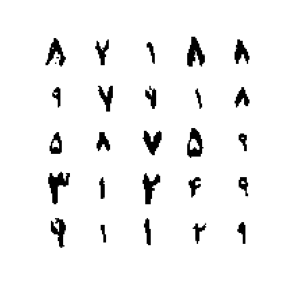 ۸ ۷ ۱ ۸ ۸
۹ ۷ ۹ ۱ ۸
۵ ۸ ۷ ۵ ۹
۳ ۱ ۲ ۴ ۹
۹ ۱ ۱ ۲ ۹